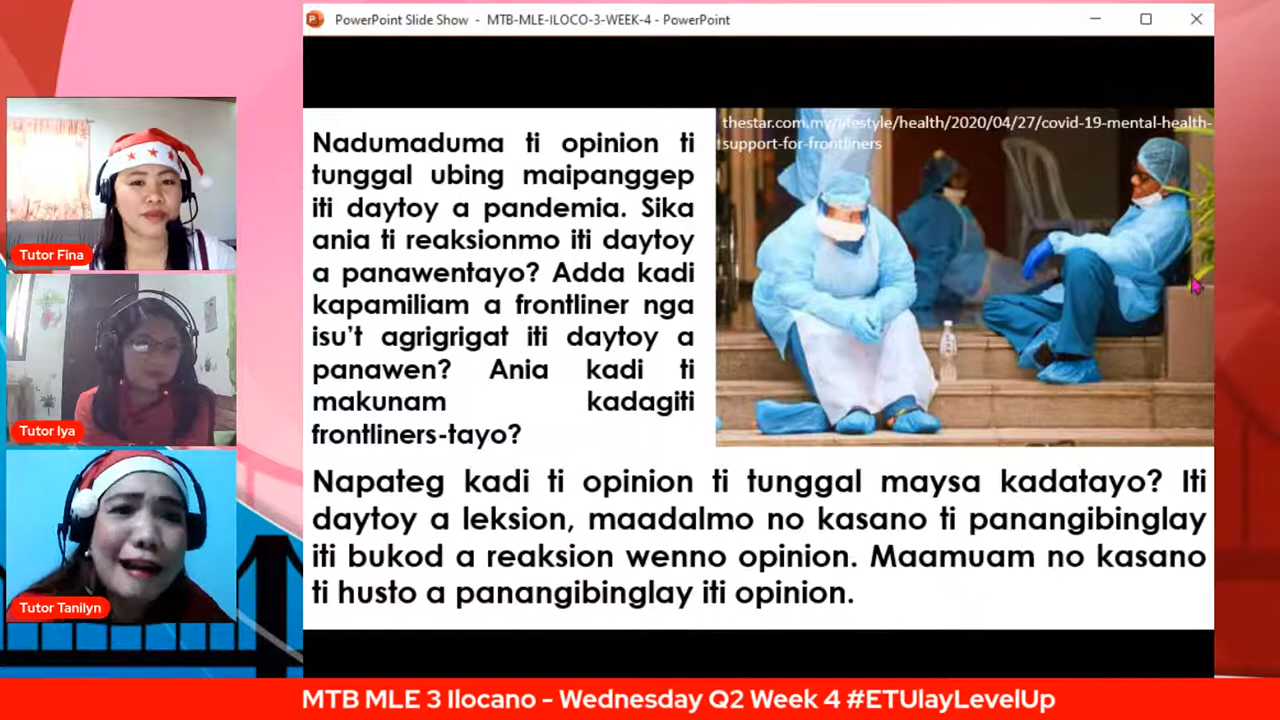 PowerPoint Slide Show - MTB-MLE-ILOCO-3-WEEK-4 - PowerPoint
Nadumaduma ti opinion ti
tunggal ubing maipanggep
iti daytoy a pandemia. Sika
ania ti reaksionmo iti daytoy
a panawentayo? Adda kadi
kapamiliam a frontliner nga
isu't agrigrigat iti daytoy a
panawen? Ania kadi ti
makunam kadagiti
frontliners-tayo?
thestar.com.my/lifestyle/health/2020/04/27/covid-19-mental-health-
support-for-frontliners
Napateg kadi ti opinion ti tunggal maysa kadatayo? Iti
daytoy a leksion, maadalmo no kasano ti panangibinglay
iti bukod a reaksion wenno opinion. Maamuam no kasano
ti husto a panangibinglay iti opinion.
Tutor Fina
Tutor Iya
Tutor Tanilyn
MTB MLE 3 Ilocano - Wednesday Q2 Week 4 #ETUlayLevelUp